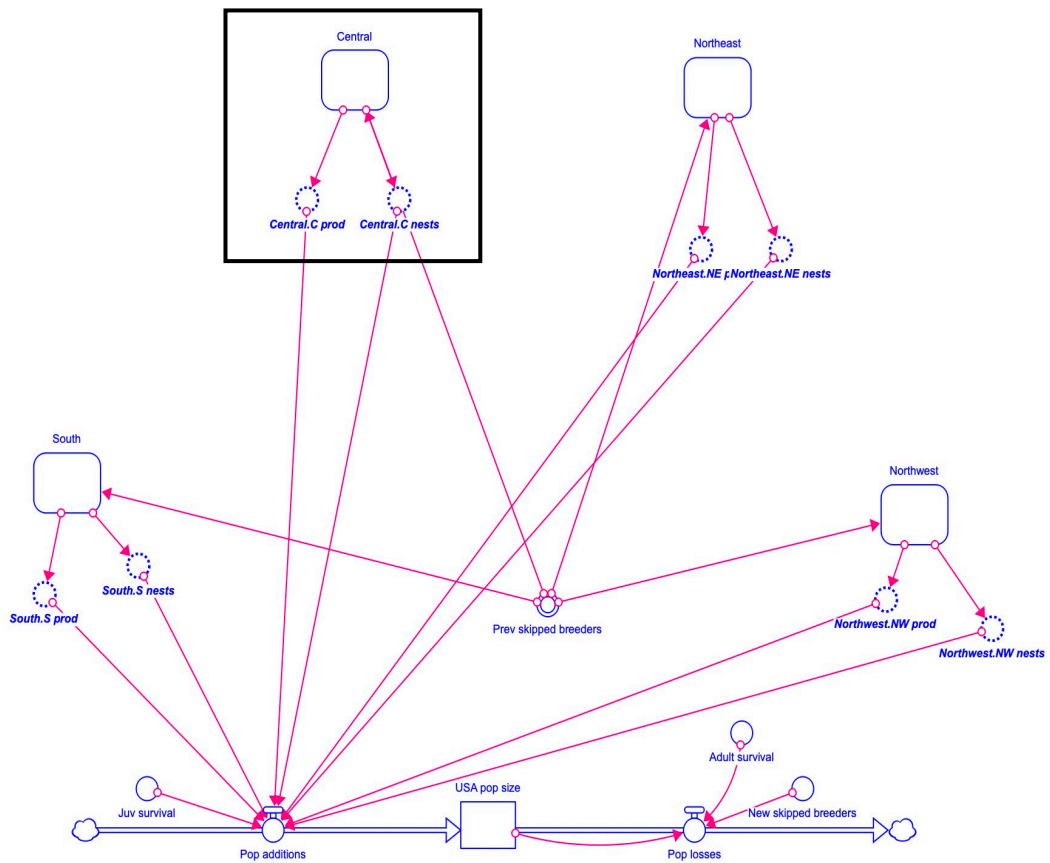 Central
Northeast
Central.C prod
Central.C nests
Northeast.NE p
Northeast.NE nests
South
Northwest
South.S nests
South.S prod
Prev skipped breeders
Northwest.NW prod
Northwest.NW nests
Adult survival
Juv survival
USA pop size
New skipped breeders
Pop additions
Pop losses